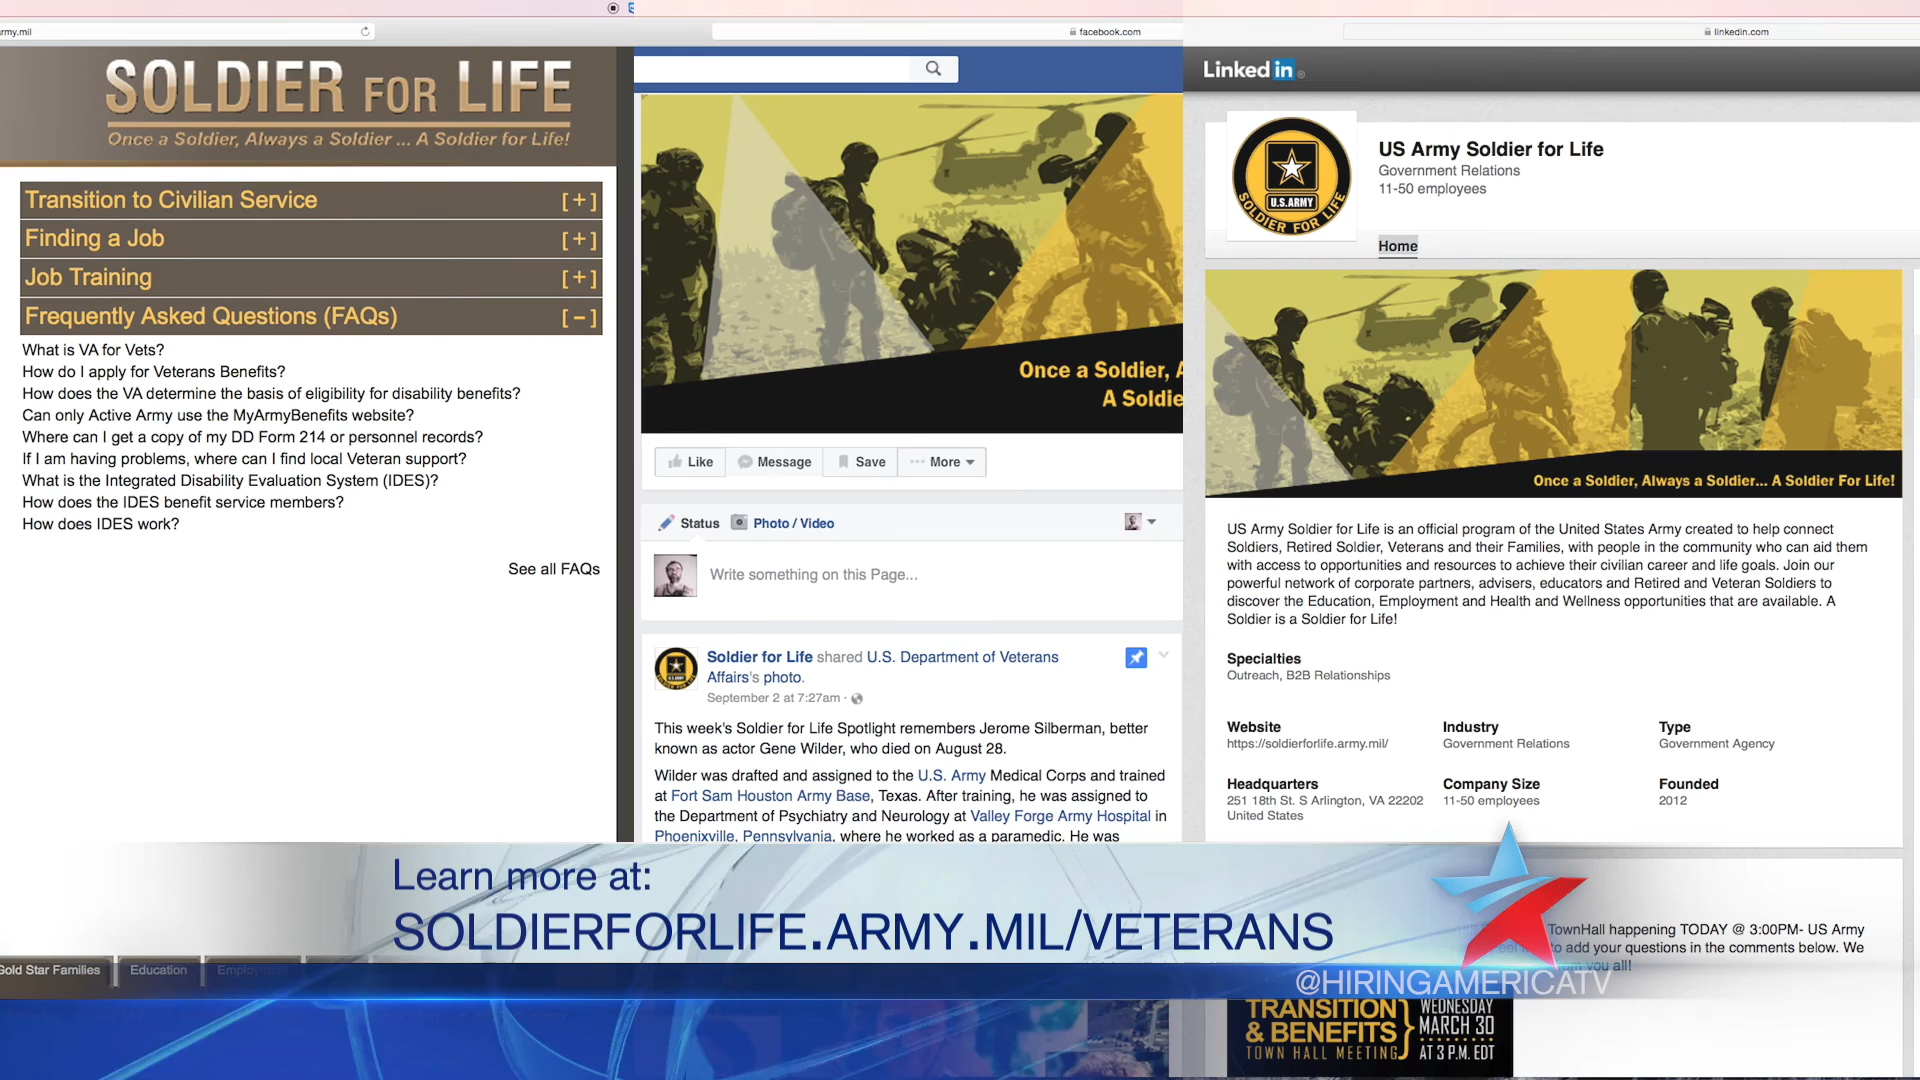 army.mil
SOLDIER FOR LIFE
Once a Soldier, Always a Soldier ... A Soldier for Life!
Transition to Civilian Service [+]
Finding a Job [+]
Job Training [+]
Frequently Asked Questions (FAQs) [−]
What is VA for Vets?
How do I apply for Veterans Benefits?
How does the VA determine the basis of eligibility for disability benefits?
Can only Active Army use the MyArmyBenefits website?
Where can I get a copy of my DD Form 214 or personnel records?
If I am having problems, where can I find local Veteran support?
What is the Integrated Disability Evaluation System (IDES)?
How does the IDES benefit service members?
How does IDES work?
See all FAQs
Gold Star Families Education Employment
facebook.com
Once a Soldier, A
A Soldie
Like Message Save ··· More
Status Photo / Video
Write something on this Page...
Soldier for Life shared U.S. Department of Veterans
Affairs's photo.
September 2 at 7:27am ·
This week's Soldier for Life Spotlight remembers Jerome Silberman, better
known as actor Gene Wilder, who died on August 28.
Wilder was drafted and assigned to the U.S. Army Medical Corps and trained
at Fort Sam Houston Army Base, Texas. After training, he was assigned to
the Department of Psychiatry and Neurology at Valley Forge Army Hospital in
Phoenixville, Pennsylvania, where he worked as a paramedic. He was
linkedin.com
Linked in
U.S.ARMY
SOLDIER FOR LIFE
US Army Soldier for Life
Government Relations
11-50 employees
Home
Once a Soldier, Always a Soldier... A Soldier For Life!
US Army Soldier for Life is an official program of the United States Army created to help connect
Soldiers, Retired Soldier, Veterans and their Families, with people in the community who can aid them
with access to opportunities and resources to achieve their civilian career and life goals. Join our
powerful network of corporate partners, advisers, educators and Retired and Veteran Soldiers to
discover the Education, Employment and Health and Wellness opportunities that are available. A
Soldier is a Soldier for Life!
Specialties
Outreach, B2B Relationships
Website Industry Type
https://soldierforlife.army.mil/ Government Relations Government Agency
Headquarters Company Size Founded
251 18th St. S Arlington, VA 22202 11-50 employees 2012
United States
TownHall happening TODAY @ 3:00PM- US Army
to add your questions in the comments below. We
you all!
TRANSITION & BENEFITS
TOWN HALL MEETING
WEDNESDAY
MARCH 30
AT 3 P.M. EDT
Learn more at:
SOLDIERFORLIFE.ARMY.MIL/VETERANS
@HIRINGAMERICATV